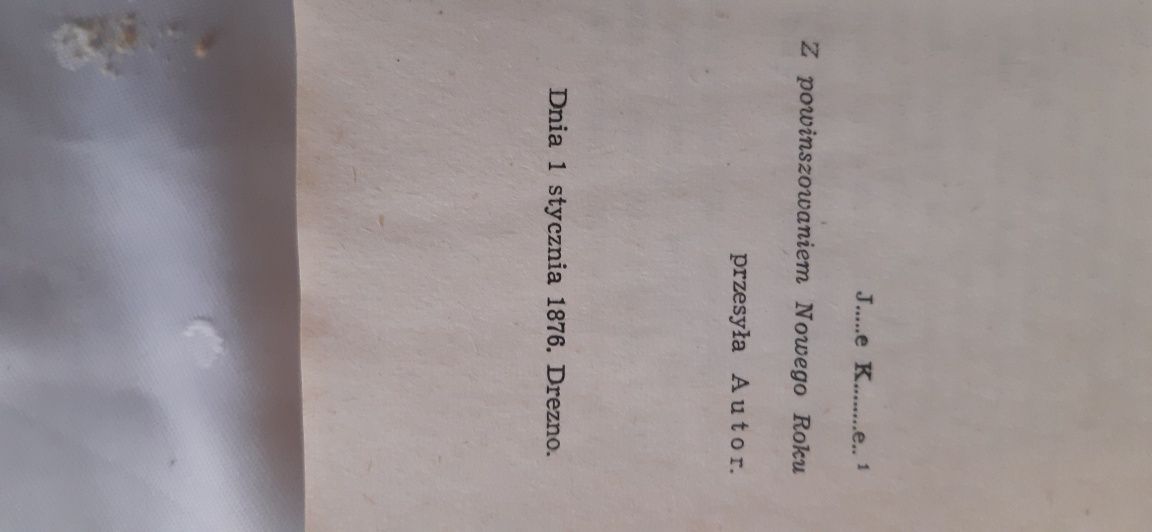 J.....e K........e.. ¹
Z powinszowaniem Nowego Roku
przesyła Autor.
Dnia 1 stycznia 1876. Drezno.